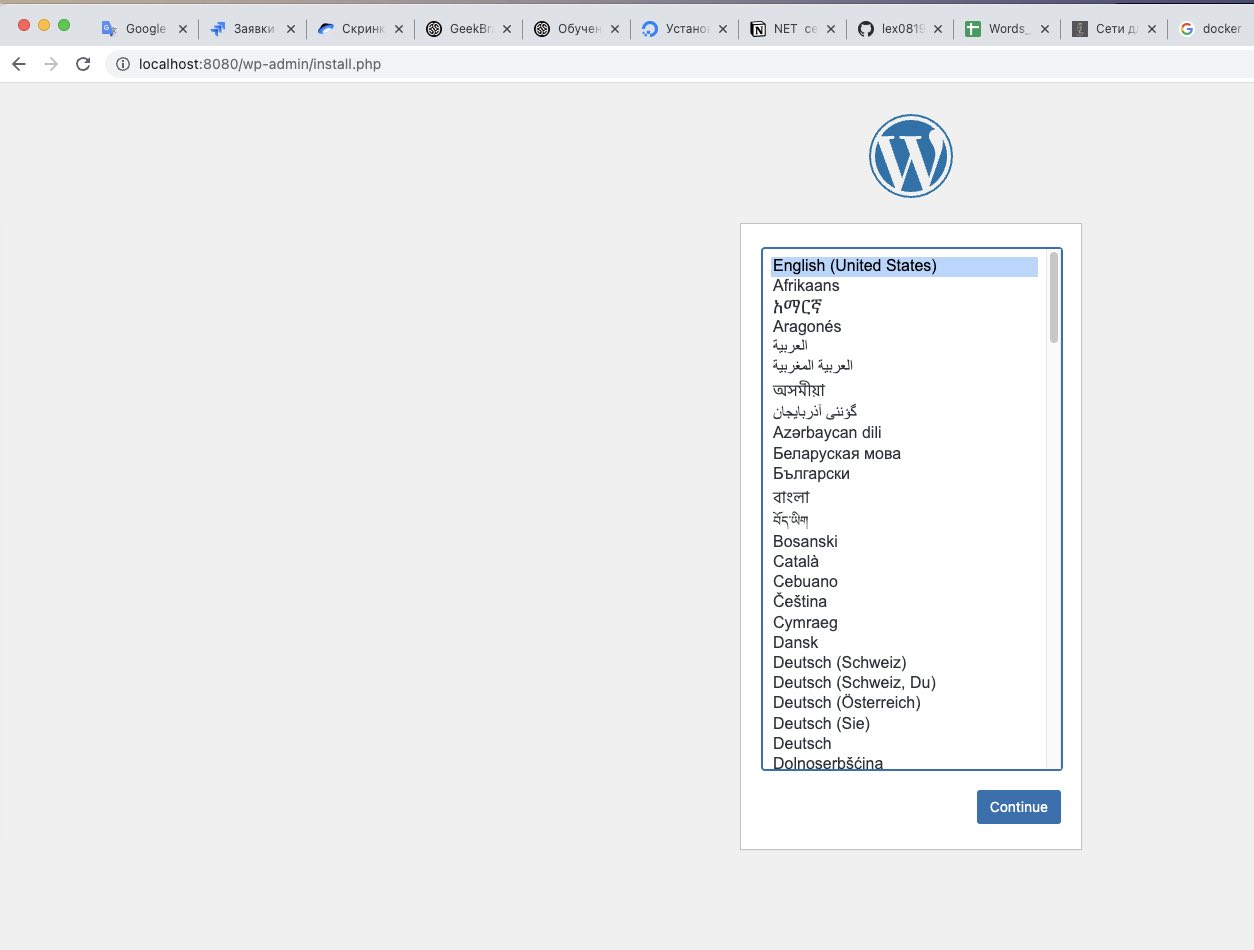 Google
Заявки
Скринк
GeekBra
Обучен
Устано
NET се
lex0819
Words_
Сети д
docker
localhost:8080/wp-admin/install.php
English (United States)
Afrikaans
አማርኛ
Aragonés
العربية
العربية المغربية
অসমীয়া
گؤنئی آذربایجان
Azərbaycan dili
Беларуская мова
Български
বাংলা
བོད་ཡིག
Bosanski
Català
Cebuano
Čeština
Cymraeg
Dansk
Deutsch (Schweiz)
Deutsch (Schweiz, Du)
Deutsch (Österreich)
Deutsch (Sie)
Deutsch
Dolnoserbšćina
Continue